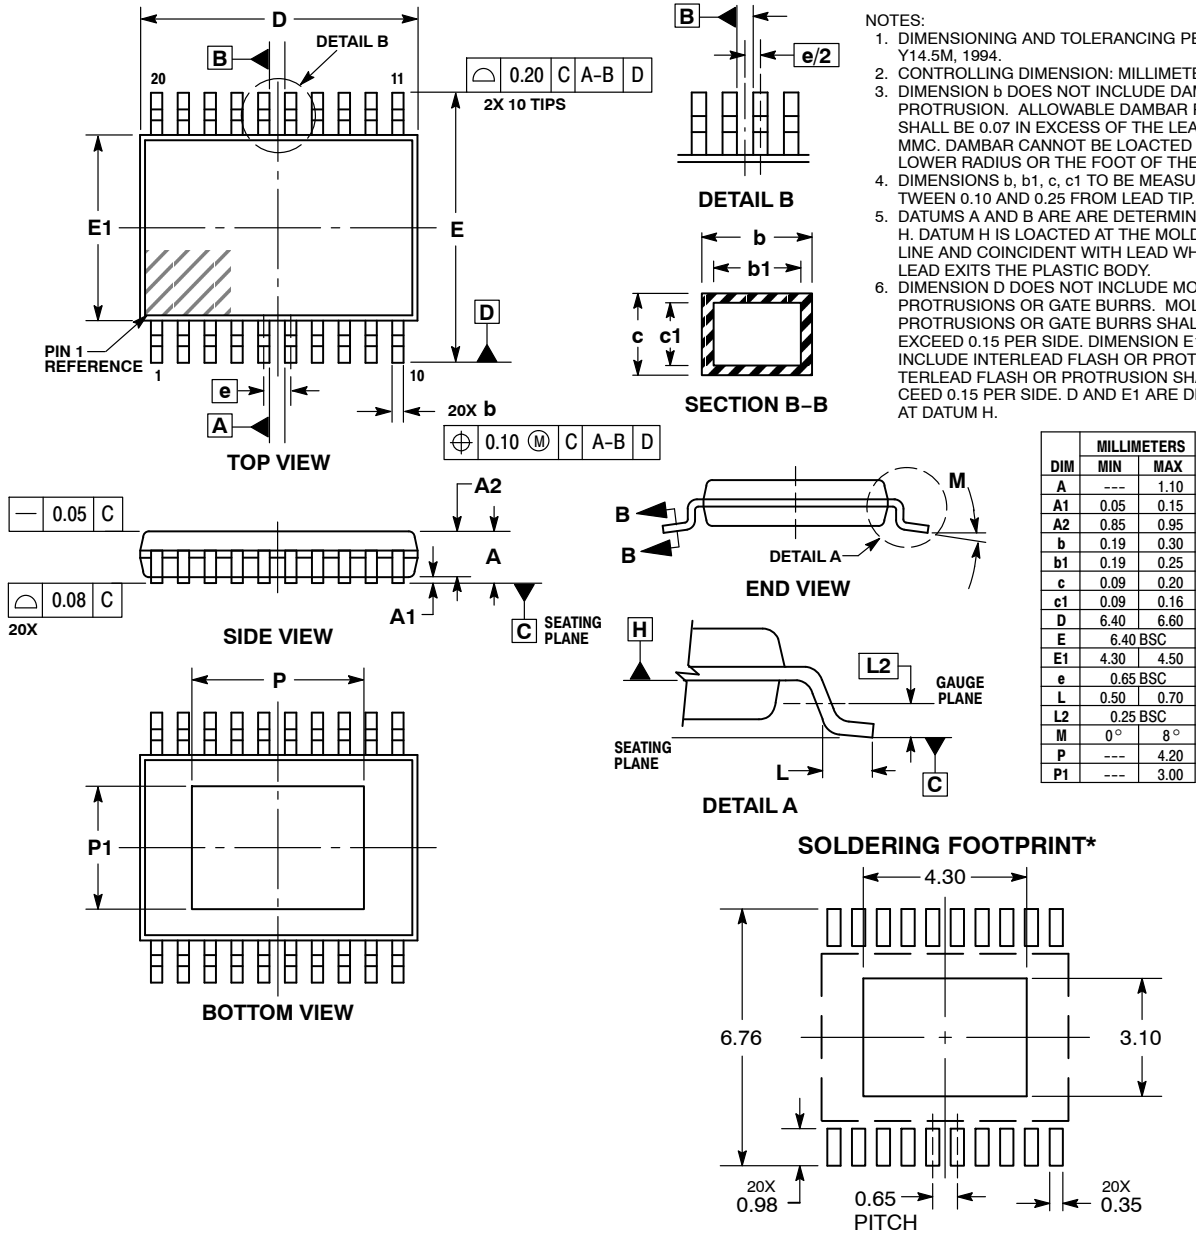 D
DETAIL B
B
20
11
0.20 C A–B D
2X 10 TIPS
E1
E
D
PIN 1
REFERENCE
1
10
e
A
20X b
0.10 Ⓜ C A–B D
TOP VIEW
B
e/2
DETAIL B
b
b1
c
c1
SECTION B–B
NOTES:
1. DIMENSIONING AND TOLERANCING
Y14.5M, 1994.
2. CONTROLLING DIMENSION:
3. DIMENSION b DOES NOT INCLUDE
PROTRUSION. ALLOWABLE DAMBAR
SHALL BE 0.07 IN EXCESS OF THE
MMC. DAMBAR CANNOT BE LOACTED
LOWER RADIUS OR THE FOOT OF THE
4. DIMENSIONS b, b1, c, c1 TO BE
TWEEN 0.10 AND 0.25 FROM LEAD TIP.
5. DATUMS A AND B ARE ARE
H. DATUM H IS LOACTED AT THE MOLD
LINE AND COINCIDENT WITH LEAD
LEAD EXITS THE PLASTIC BODY.
6. DIMENSION D DOES NOT INCLUDE
PROTRUSIONS OR GATE BURRS.
PROTRUSIONS OR GATE BURRS
EXCEED 0.15 PER SIDE. DIMENSION
INCLUDE INTERLEAD FLASH OR
TERLEAD FLASH OR PROTRUSION
CEED 0.15 PER SIDE. D AND E1 ARE
AT DATUM H.
MILLIMETERS
DIM MIN MAX
A --- 1.10
A1 0.05 0.15
A2 0.85 0.95
b 0.19 0.30
b1 0.19 0.25
c 0.09 0.20
c1 0.09 0.16
D 6.40 6.60
E 6.40 BSC
E1 4.30 4.50
e 0.65 BSC
L 0.50 0.70
L2 0.25 BSC
M 0° 8°
P --- 4.20
P1 --- 3.00
0.05 C
0.08 C
20X
A2
A
A1
C
SEATING
PLANE
SIDE VIEW
B
B
M
DETAIL A
END VIEW
H
L2
GAUGE
PLANE
SEATING
PLANE
L
C
DETAIL A
P
P1
BOTTOM VIEW
SOLDERING FOOTPRINT*
4.30
6.76
3.10
20X
0.98
0.65
PITCH
20X
0.35